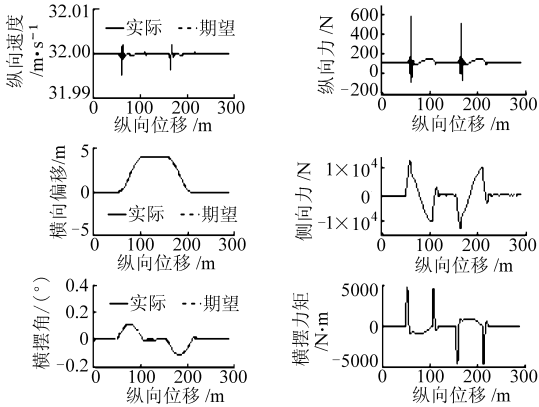 纵向速度
/m·s⁻¹
32.01
32.00
31.99
实际 期望
0 100 200 300
纵向位移 /m
纵向力 /N
600
400
200
0
−200
0 100 200 300
纵向位移 /m
横向偏移/m
5
0
−5
实际 期望
0 100 200 300
纵向位移 /m
侧向力 /N
1×10⁴
0
−1×10⁴
0 100 200 300
纵向位移 /m
横摆角/(°)
0.4
0.2
0
−0.2
实际 期望
0 100 200 300
纵向位移 /m
横摆力矩
/N·m
5000
0
−5000
0 100 200 300
纵向位移 /m